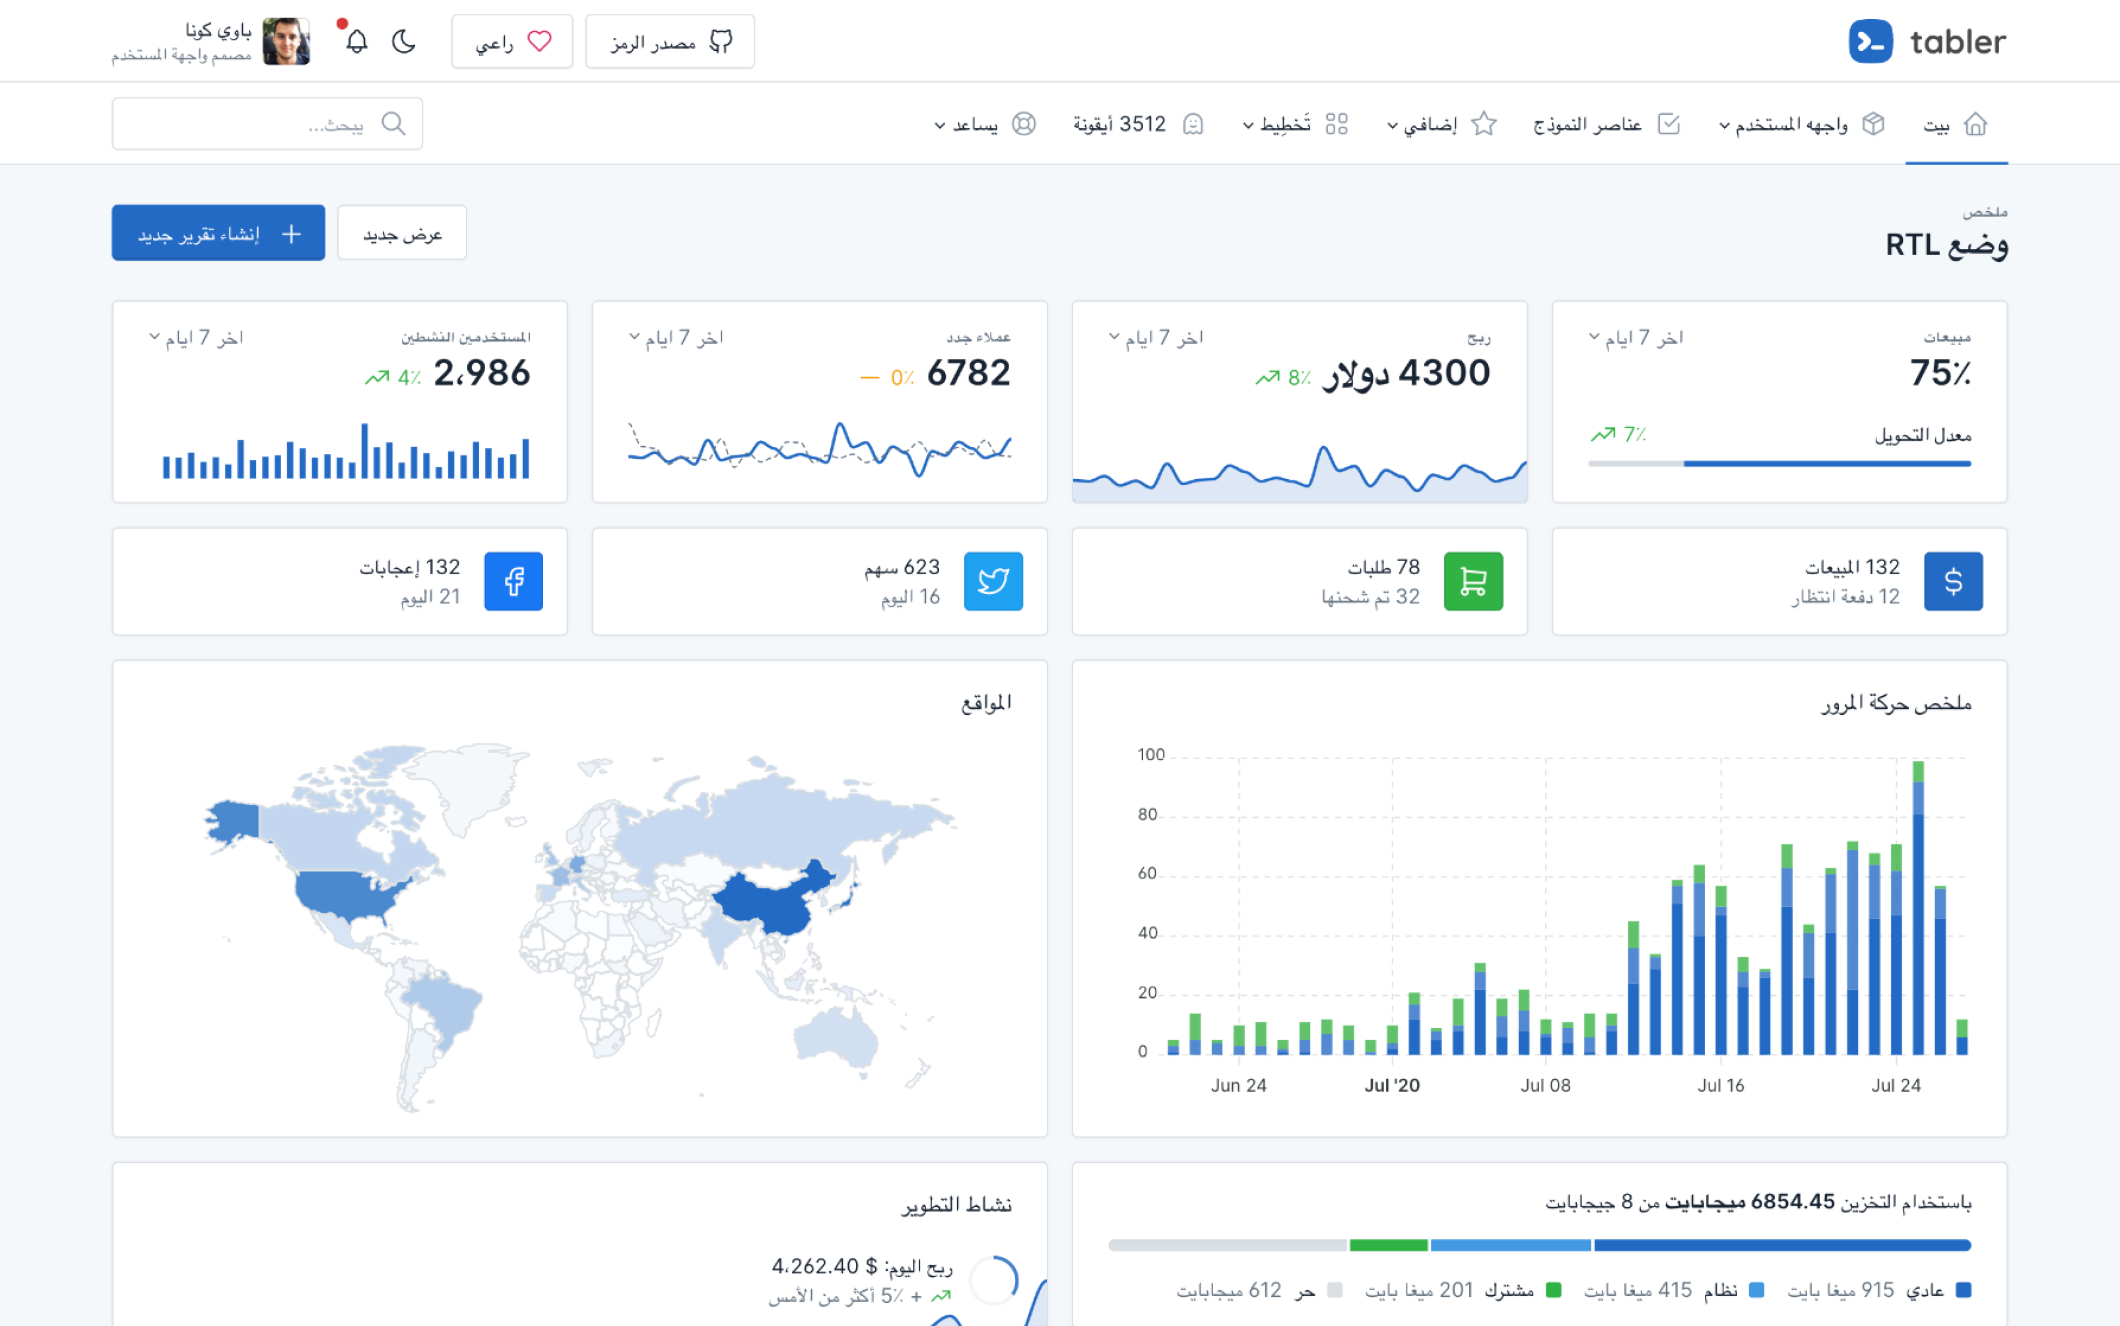 tabler
مصدر الرمز
راعي
باوي كونا
مصمم واجهة المستخدم
بيت
واجهه المستخدم
عناصر النموذج
إضافي
تَخطِيط
3512 أيقونة
يساعد
يبحث...
ملخص
وضع RTL
عرض جديد
إنشاء تقرير جديد
مبيعات
اخر 7 ايام
75٪
معدل التحويل
7٪
ربح
اخر 7 ايام
4300 دولار
8٪
عملاء جدد
اخر 7 ايام
6782
0٪
المستخدمين النشطين
اخر 7 ايام
2،986
4٪
132 المبيعات
12 دفعة انتظار
78 طلبات
32 تم شحنها
623 سهم
16 اليوم
132 إعجابات
21 اليوم
ملخص حركة المرور
100
80
60
40
20
0
Jun 24
Jul '20
Jul 08
Jul 16
Jul 24
المواقع
باستخدام التخزين 6854.45 ميجابايت من 8 جيجابايت
عادي 915 ميغا بايت
نظام 415 ميغا بايت
مشترك 201 ميغا بايت
حر 612 ميجابايت
نشاط التطوير
ربح اليوم: $ 4،262.40
+ 5٪ أكثر من الأمس